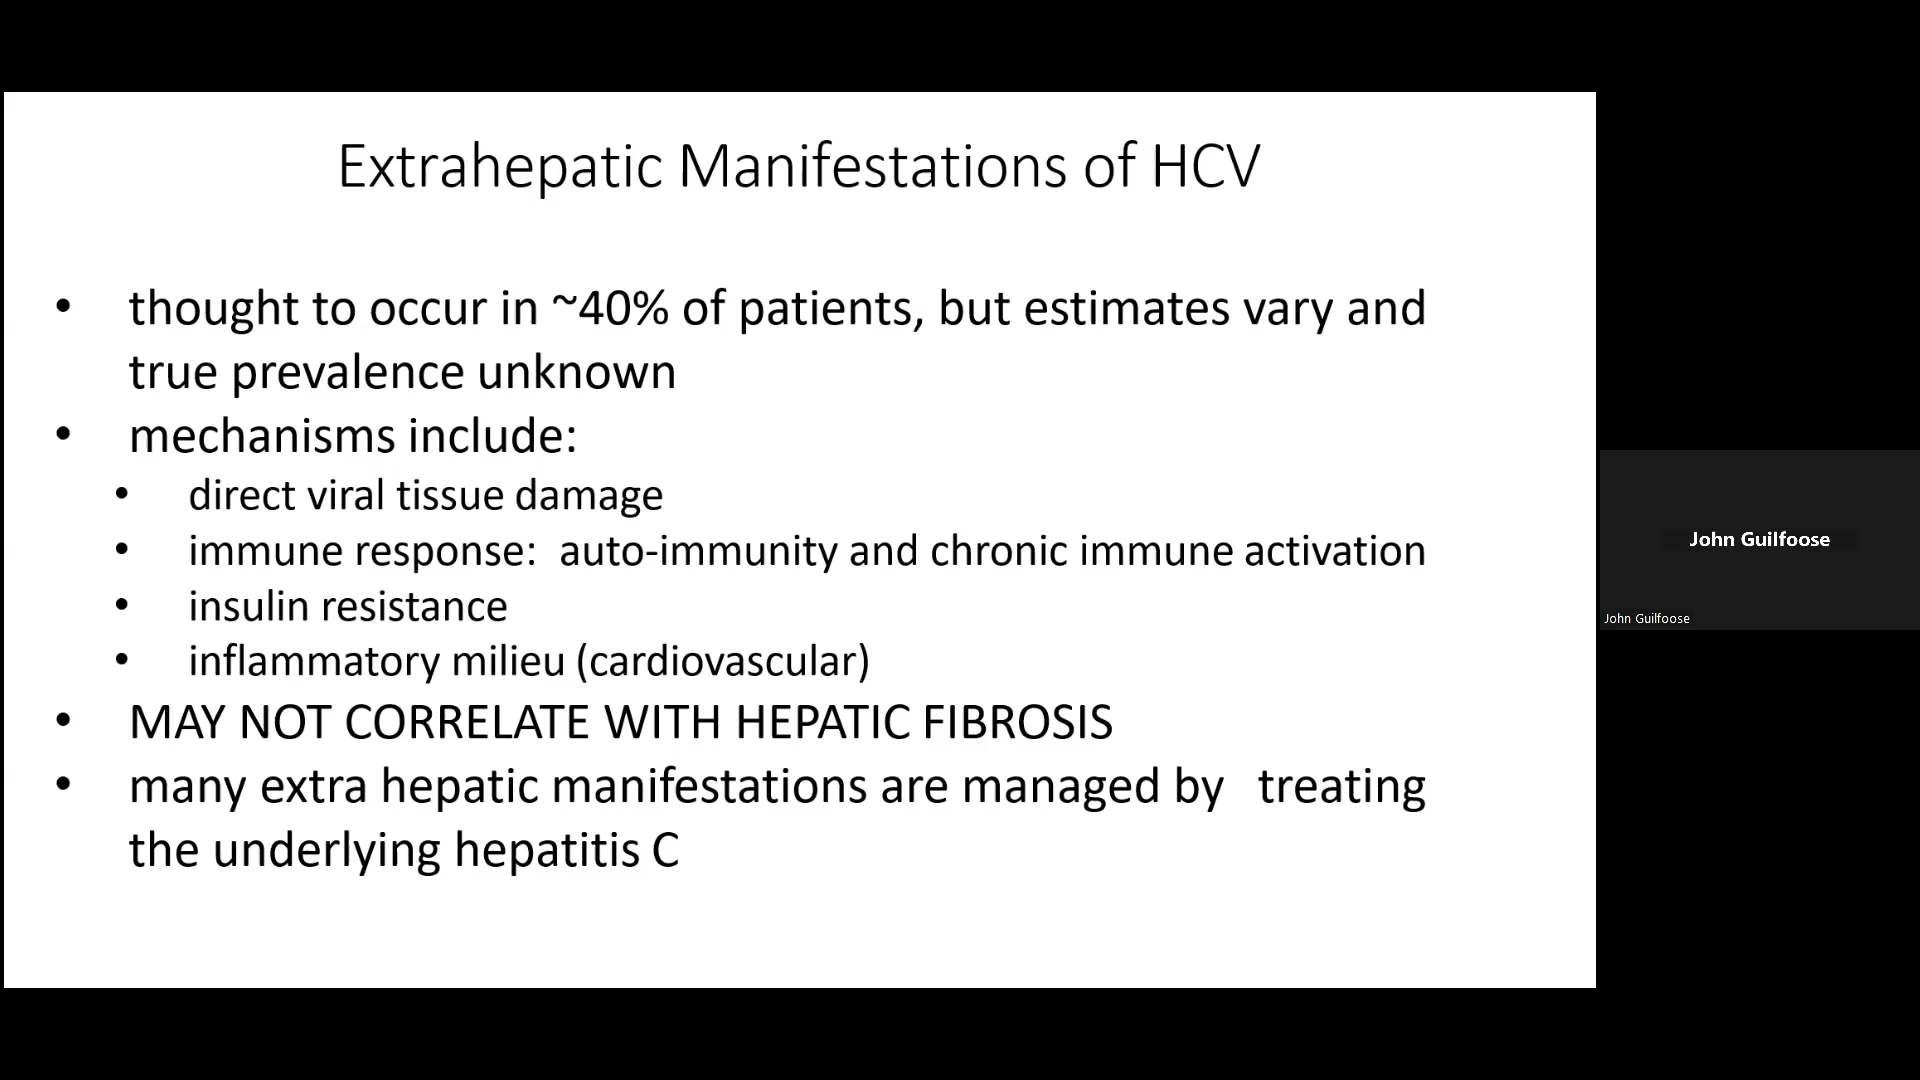 Extrahepatic Manifestations of HCV
• thought to occur in ~40% of patients, but estimates vary and
true prevalence unknown
• mechanisms include:
• direct viral tissue damage
• immune response:  auto-immunity and chronic immune activation
• insulin resistance
• inflammatory milieu (cardiovascular)
• MAY NOT CORRELATE WITH HEPATIC FIBROSIS
• many extra hepatic manifestations are managed by   treating
the underlying hepatitis C
John Guilfoose
John Guilfoose